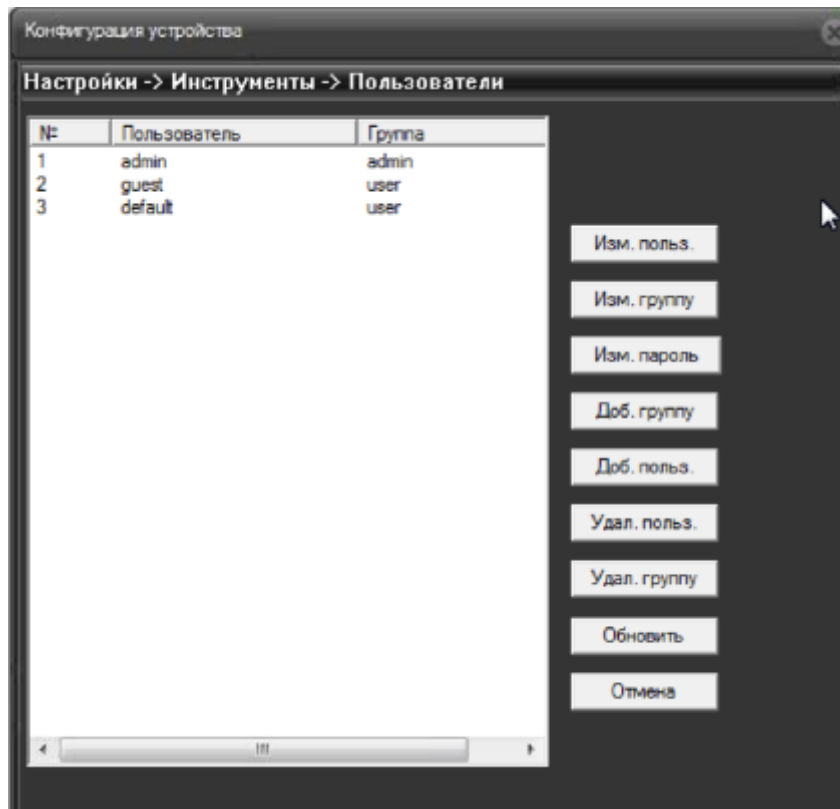 Конфигурация устройства
Настройки -> Инструменты -> Пользователи
№ Пользователь Группа
1 admin admin
2 guest user
3 default user
Изм. польз.
Изм. группу
Изм. пароль
Доб. группу
Доб. польз.
Удал. польз.
Удал. группу
Обновить
Отмена